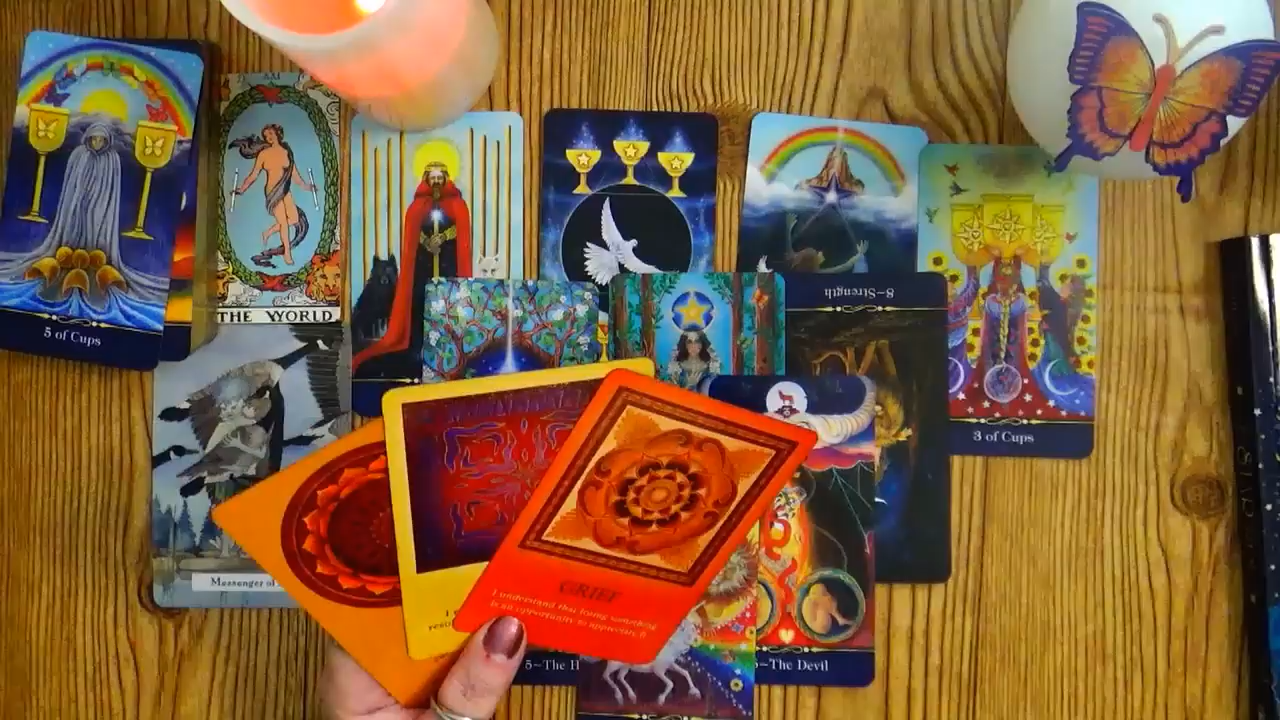 5 of Cups
THE WORLD
8-Strength
3 of Cups
Messenger of
GRIEF
I understand that losing something
is an opportunity to appreciate it
5-The H
-The Devil